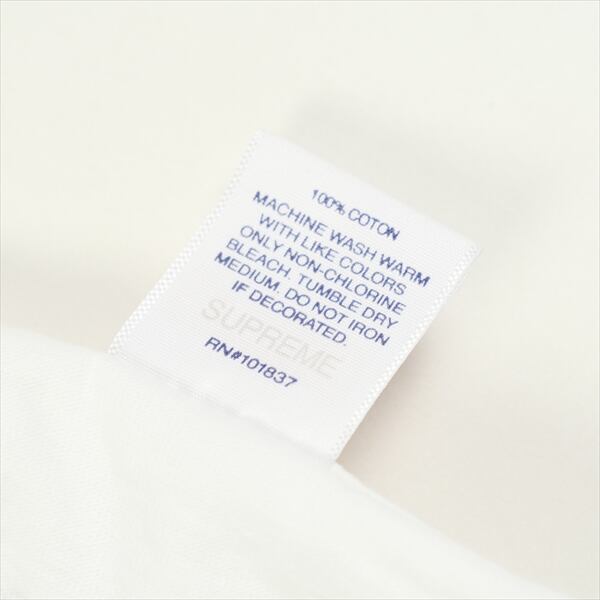 100% COTON
MACHINE WASH WARM
WITH LIKE COLORS
ONLY NON-CHLORINE
BLEACH. TUMBLE DRY
MEDIUM. DO NOT IRON
IF DECORATED.
SUPREME
RN#101837